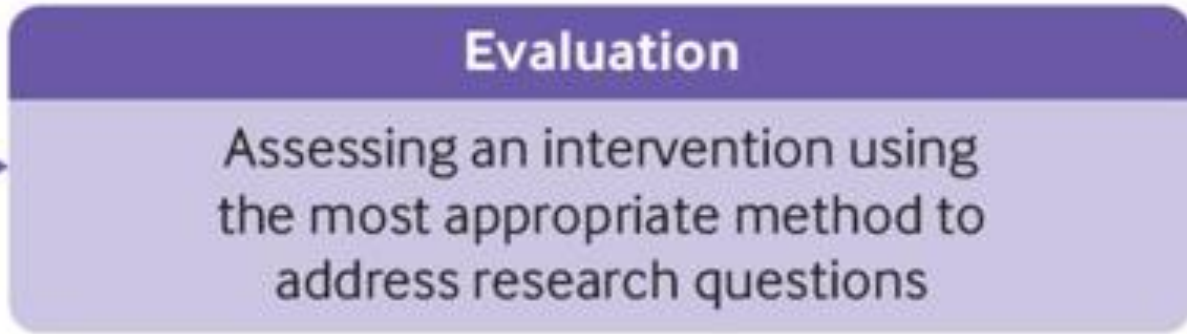 Evaluation
Assessing an intervention using
the most appropriate method to
address research questions